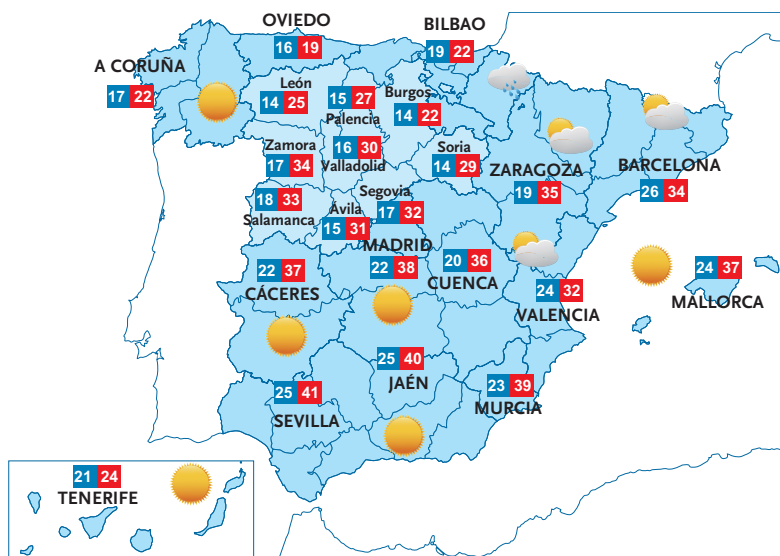 OVIEDO
16 19
BILBAO
19 22
A CORUÑA
17 22
León
14 25
15 27
Palencia
Burgos
14 22
Zamora
17 34
16 30
Valladolid
Soria
14 29
ZARAGOZA
19 35
BARCELONA
26 34
18 33
Salamanca
Ávila
15 31
Segovia
17 32
MADRID
22 38
20 36
CUENCA
22 37
CÁCERES
24 32
VALENCIA
24 37
MALLORCA
25 40
JAÉN
25 41
SEVILLA
23 39
MURCIA
21 24
TENERIFE